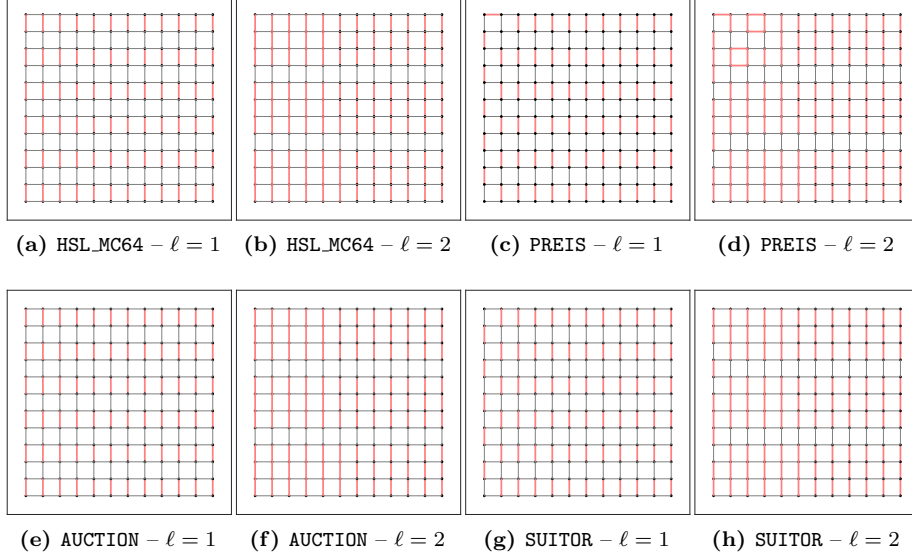 (a) HSL_MC64 – ℓ = 1 (b) HSL_MC64 – ℓ = 2 (c) PREIS – ℓ = 1 (d) PREIS – ℓ = 2
(e) AUCTION – ℓ = 1 (f) AUCTION – ℓ = 2 (g) SUITOR – ℓ = 1 (h) SUITOR – ℓ = 2